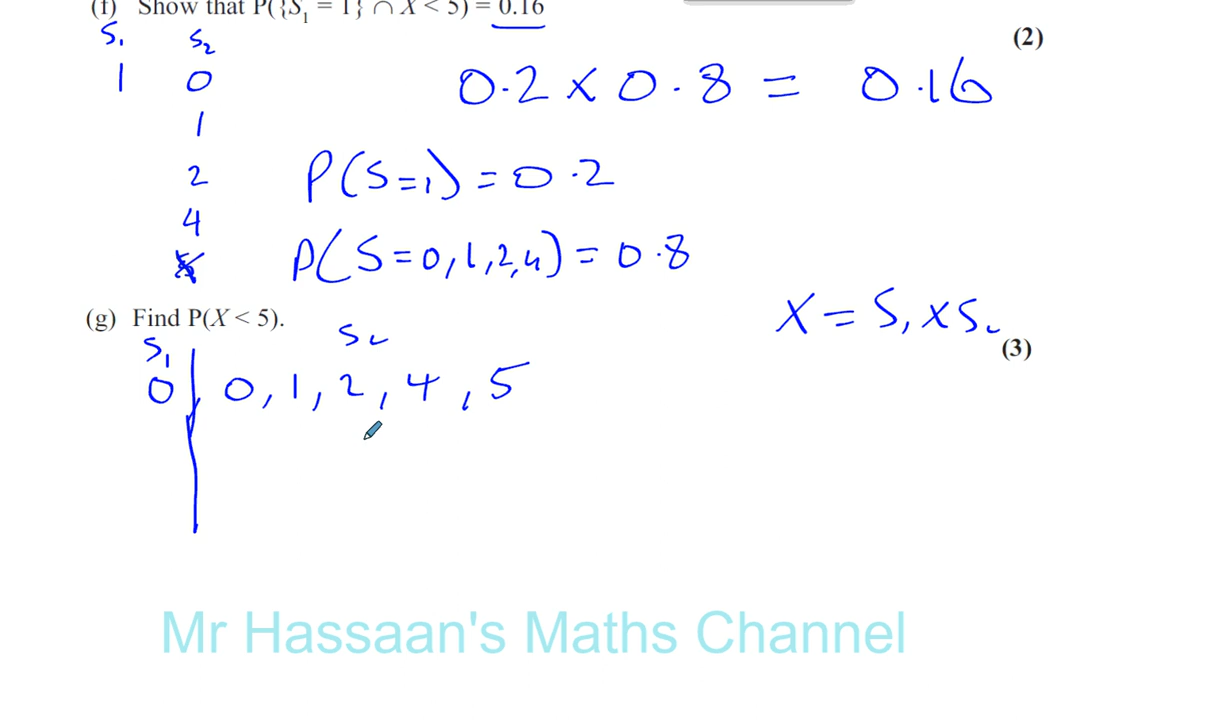 (f) Show that P({S₁ = 1} ∩ X < 5) = 0.16
(2)
S₁ S₂
1 0
0.2 × 0.8 = 0.16
1
2
P(S=1) = 0.2
4
P(S=0,1,2,4) = 0.8
X = S₁ × S₂
(g) Find P(X < 5).
(3)
S₁ S₂
0 0, 1, 2, 4, 5
Mr Hassaan's Maths Channel